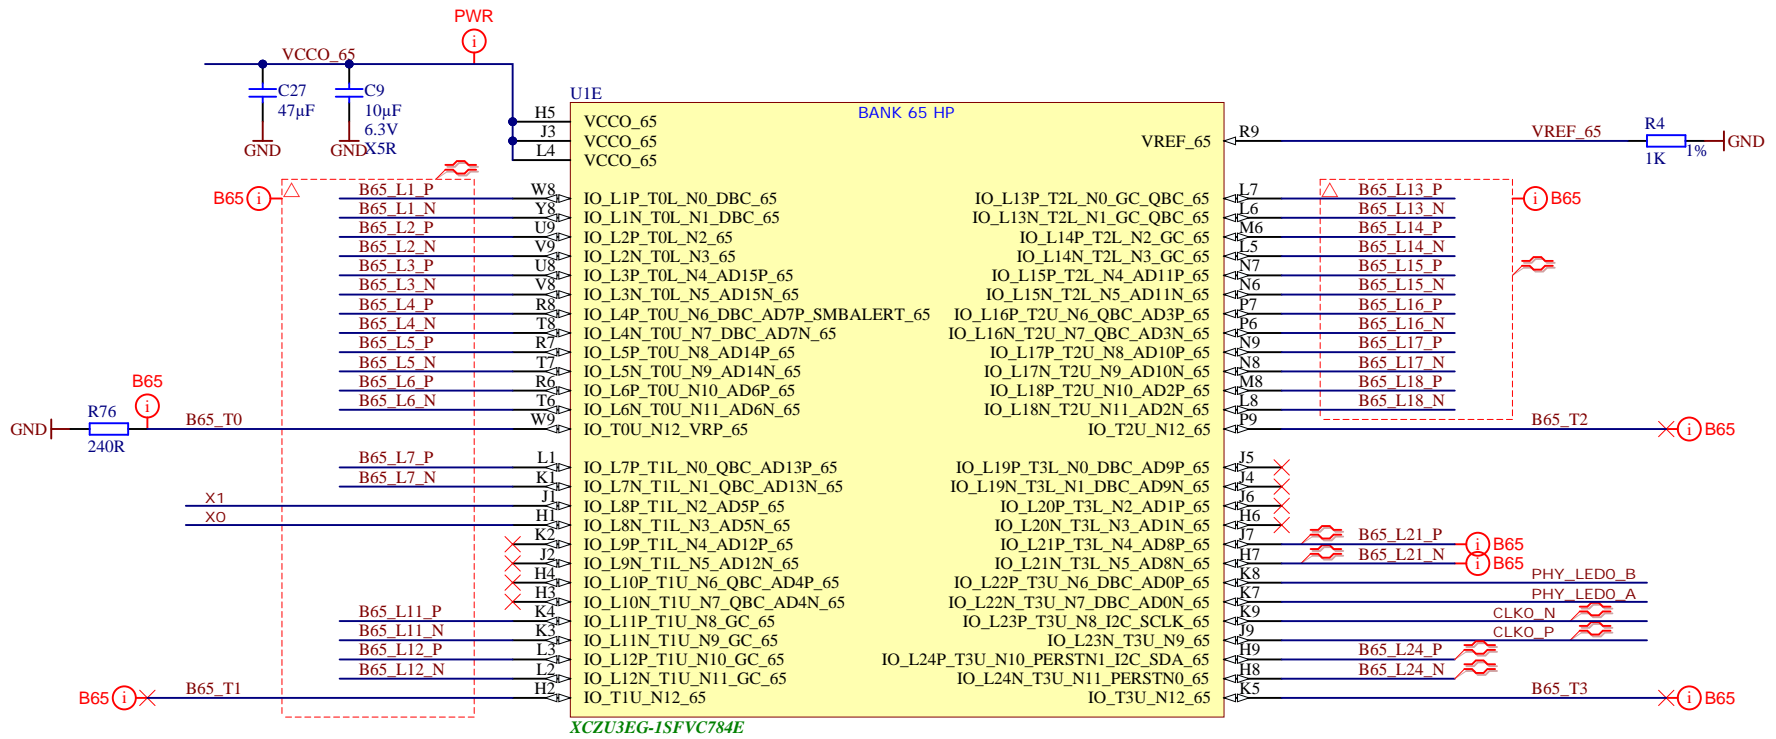 PWR
VCCO_65
C27
47µF
GND
C9
10µF
6.3V
X5R
GND
U1E
BANK 65 HP
H5 VCCO_65
J3 VCCO_65
L4 VCCO_65
VREF_65 R9 VREF_65 R4 1K 1% GND
B65
B65_L1_P W8 IO_L1P_T0L_N0_DBC_65
B65_L1_N Y8 IO_L1N_T0L_N1_DBC_65
B65_L2_P U9 IO_L2P_T0L_N2_65
B65_L2_N V9 IO_L2N_T0L_N3_65
B65_L3_P U8 IO_L3P_T0L_N4_AD15P_65
B65_L3_N V8 IO_L3N_T0L_N5_AD15N_65
B65_L4_P R8 IO_L4P_T0U_N6_DBC_AD7P_SMBALERT_65
B65_L4_N T8 IO_L4N_T0U_N7_DBC_AD7N_65
B65_L5_P R7 IO_L5P_T0U_N8_AD14P_65
B65_L5_N T7 IO_L5N_T0U_N9_AD14N_65
B65_L6_P R6 IO_L6P_T0U_N10_AD6P_65
B65_L6_N T6 IO_L6N_T0U_N11_AD6N_65
B65
GND R76 240R B65_T0 W9 IO_T0U_N12_VRP_65
B65_L7_P L1 IO_L7P_T1L_N0_QBC_AD13P_65
B65_L7_N K1 IO_L7N_T1L_N1_QBC_AD13N_65
X1 J1 IO_L8P_T1L_N2_AD5P_65
X0 H1 IO_L8N_T1L_N3_AD5N_65
K2 IO_L9P_T1L_N4_AD12P_65
J2 IO_L9N_T1L_N5_AD12N_65
H4 IO_L10P_T1U_N6_QBC_AD4P_65
H3 IO_L10N_T1U_N7_QBC_AD4N_65
B65_L11_P K4 IO_L11P_T1U_N8_GC_65
B65_L11_N K3 IO_L11N_T1U_N9_GC_65
B65_L12_P L3 IO_L12P_T1U_N10_GC_65
B65_L12_N L2 IO_L12N_T1U_N11_GC_65
B65 B65_T1 H2 IO_T1U_N12_65
IO_L13P_T2L_N0_GC_QBC_65 L7 B65_L13_P B65
IO_L13N_T2L_N1_GC_QBC_65 L6 B65_L13_N
IO_L14P_T2L_N2_GC_65 M6 B65_L14_P
IO_L14N_T2L_N3_GC_65 L5 B65_L14_N
IO_L15P_T2L_N4_AD11P_65 N7 B65_L15_P
IO_L15N_T2L_N5_AD11N_65 N6 B65_L15_N
IO_L16P_T2U_N6_QBC_AD3P_65 P7 B65_L16_P
IO_L16N_T2U_N7_QBC_AD3N_65 P6 B65_L16_N
IO_L17P_T2U_N8_AD10P_65 N9 B65_L17_P
IO_L17N_T2U_N9_AD10N_65 N8 B65_L17_N
IO_L18P_T2U_N10_AD2P_65 M8 B65_L18_P
IO_L18N_T2U_N11_AD2N_65 L8 B65_L18_N
IO_T2U_N12_65 P9 B65_T2 B65
IO_L19P_T3L_N0_DBC_AD9P_65 J5
IO_L19N_T3L_N1_DBC_AD9N_65 J4
IO_L20P_T3L_N2_AD1P_65 J6
IO_L20N_T3L_N3_AD1N_65 H6
IO_L21P_T3L_N4_AD8P_65 J7 B65_L21_P B65
IO_L21N_T3L_N5_AD8N_65 H7 B65_L21_N B65
IO_L22P_T3U_N6_DBC_AD0P_65 K8 PHY_LED0_B
IO_L22N_T3U_N7_DBC_AD0N_65 K7 PHY_LED0_A
IO_L23P_T3U_N8_I2C_SCLK_65 K9 CLK0_N
IO_L23N_T3U_N9_65 J9 CLK0_P
IO_L24P_T3U_N10_PERSTN1_I2C_SDA_65 H9 B65_L24_P
IO_L24N_T3U_N11_PERSTN0_65 H8 B65_L24_N
IO_T3U_N12_65 K5 B65_T3 B65
XCZU3EG-1SFVC784E